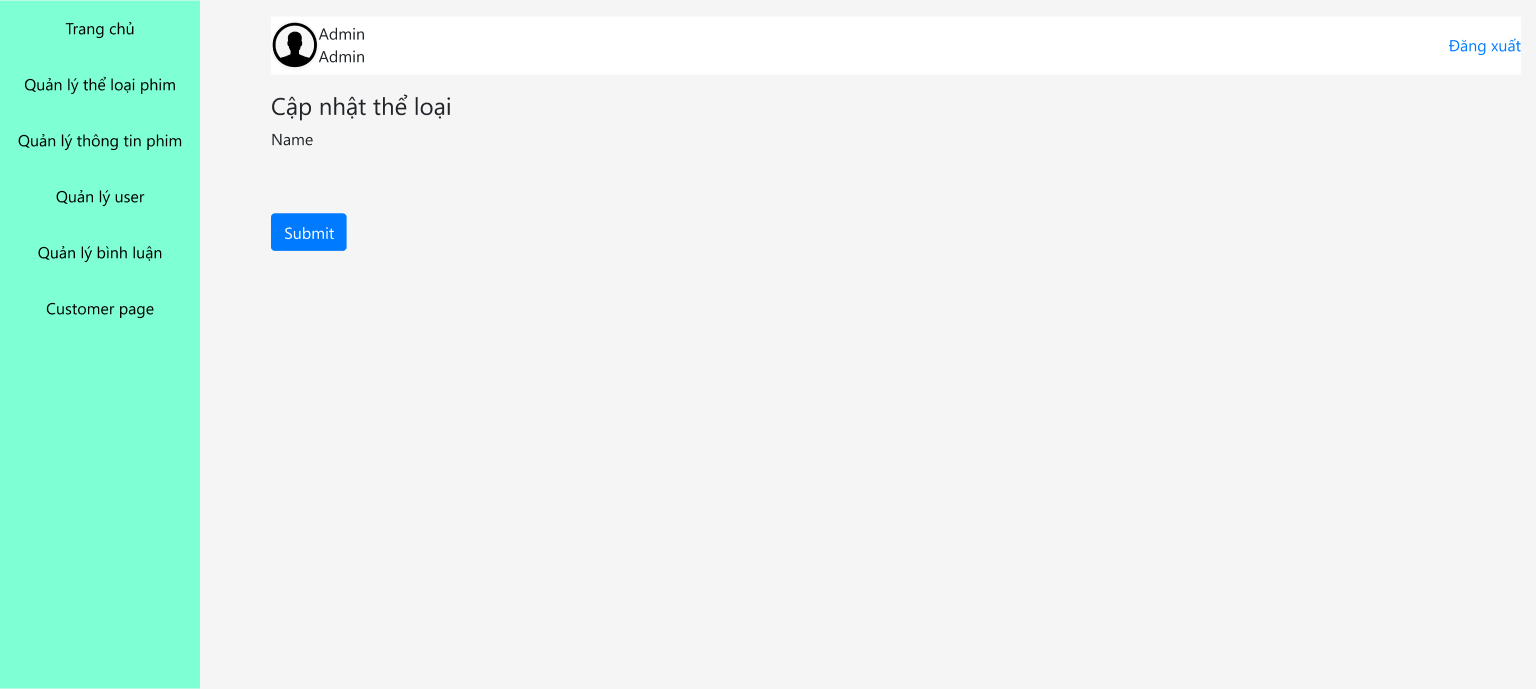 Trang chủ
Quản lý thể loại phim
Quản lý thông tin phim
Quản lý user
Quản lý bình luận
Customer page
Admin
Admin
Đăng xuất
Cập nhật thể loại
Name
Submit